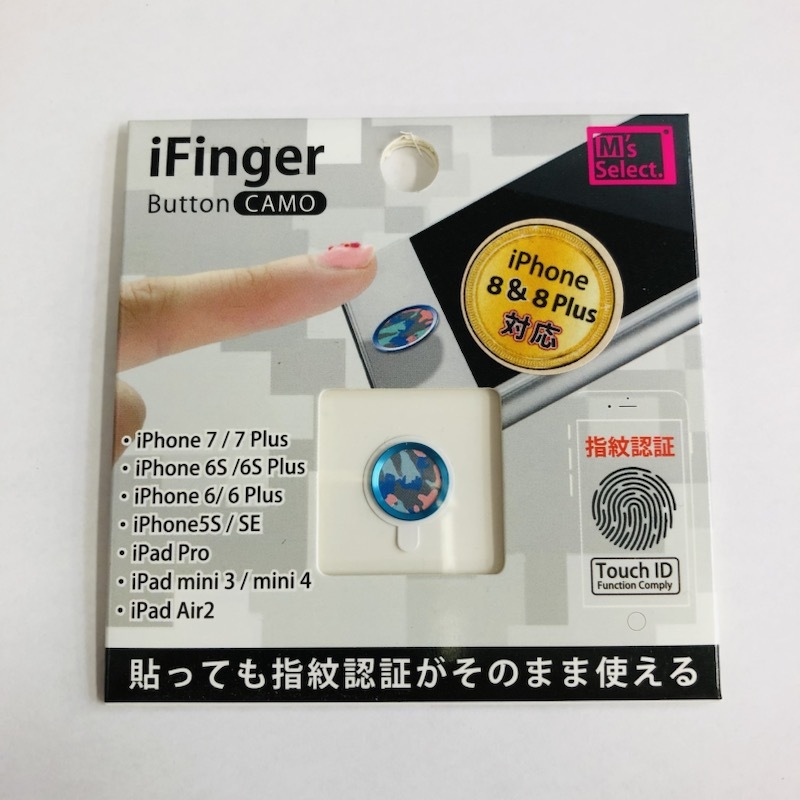 iFinger
Button CAMO
M's
Select.
iPhone
8 & 8 Plus
対応
・iPhone 7 / 7 Plus
・iPhone 6S /6S Plus
・iPhone 6/ 6 Plus
・iPhone5S / SE
・iPad Pro
・iPad mini 3 / mini 4
・iPad Air2
指紋認証
Touch ID
Function Comply
貼っても指紋認証がそのまま使える